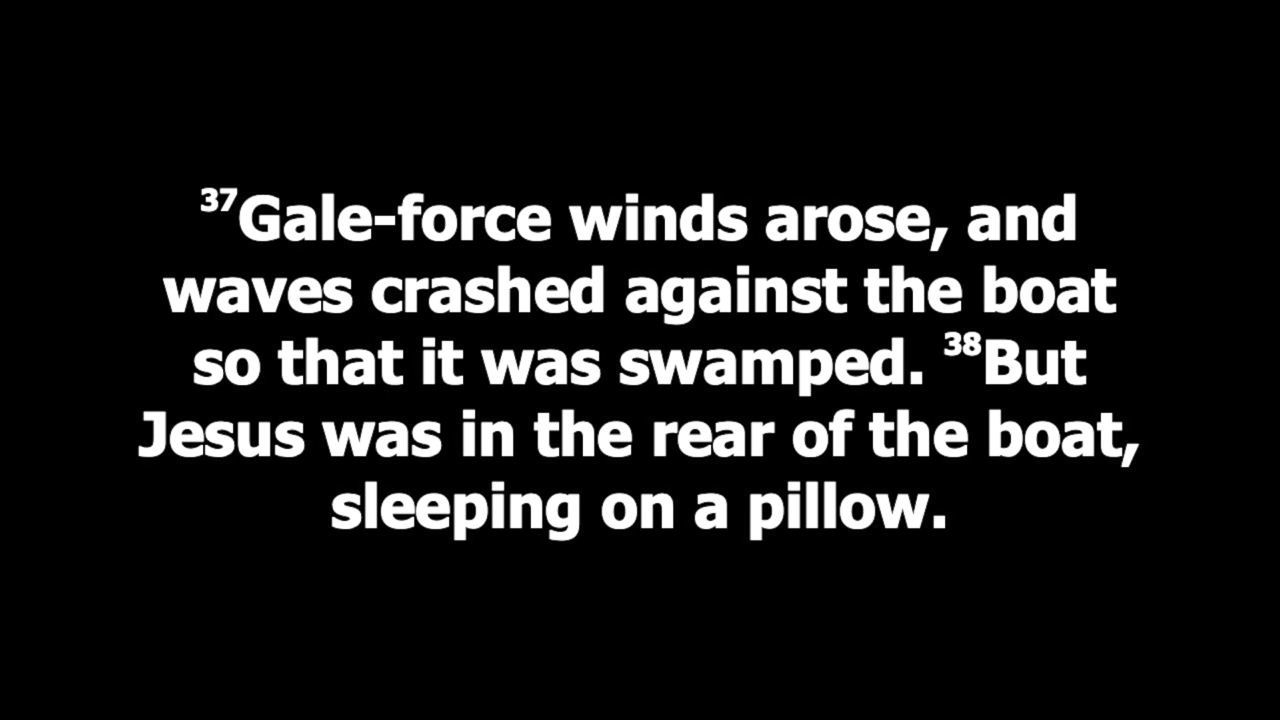 ³⁷Gale-force winds arose, and
waves crashed against the boat
so that it was swamped. ³⁸But
Jesus was in the rear of the boat,
sleeping on a pillow.